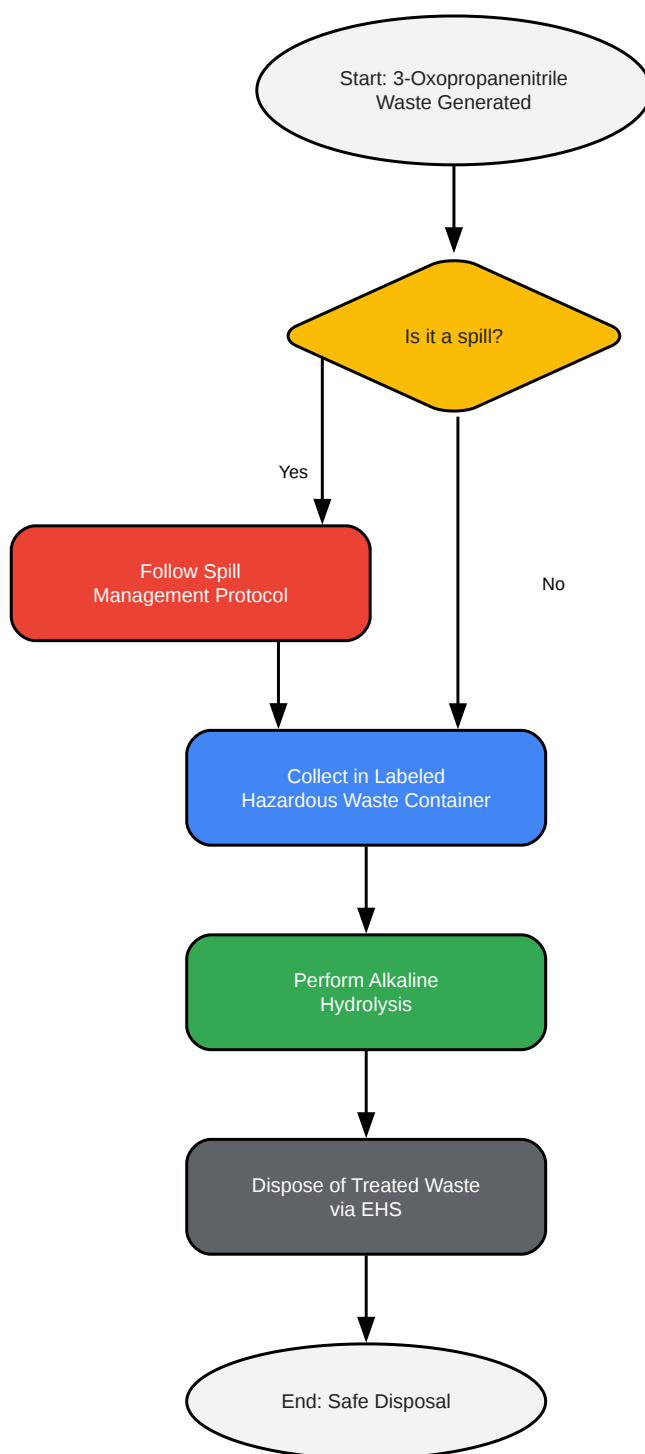 Start: 3-Oxopropanenitrile
Waste Generated
Is it a spill?
Yes
Follow Spill
Management Protocol
No
Collect in Labeled
Hazardous Waste Container
Perform Alkaline
Hydrolysis
Dispose of Treated Waste
via EHS
End: Safe Disposal